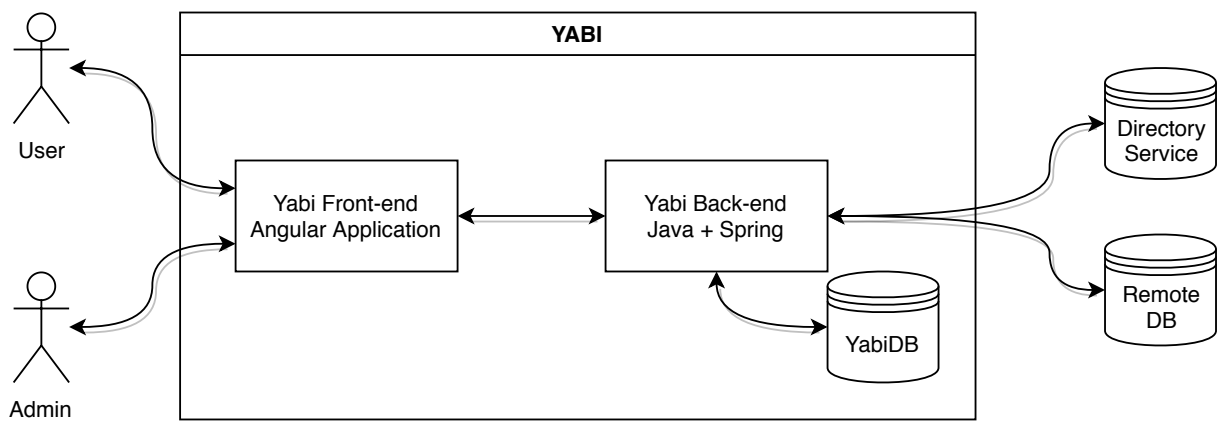 YABI
User
Yabi Front-end
Angular Application
Yabi Back-end
Java + Spring
Directory
Service
Remote
DB
YabiDB
Admin